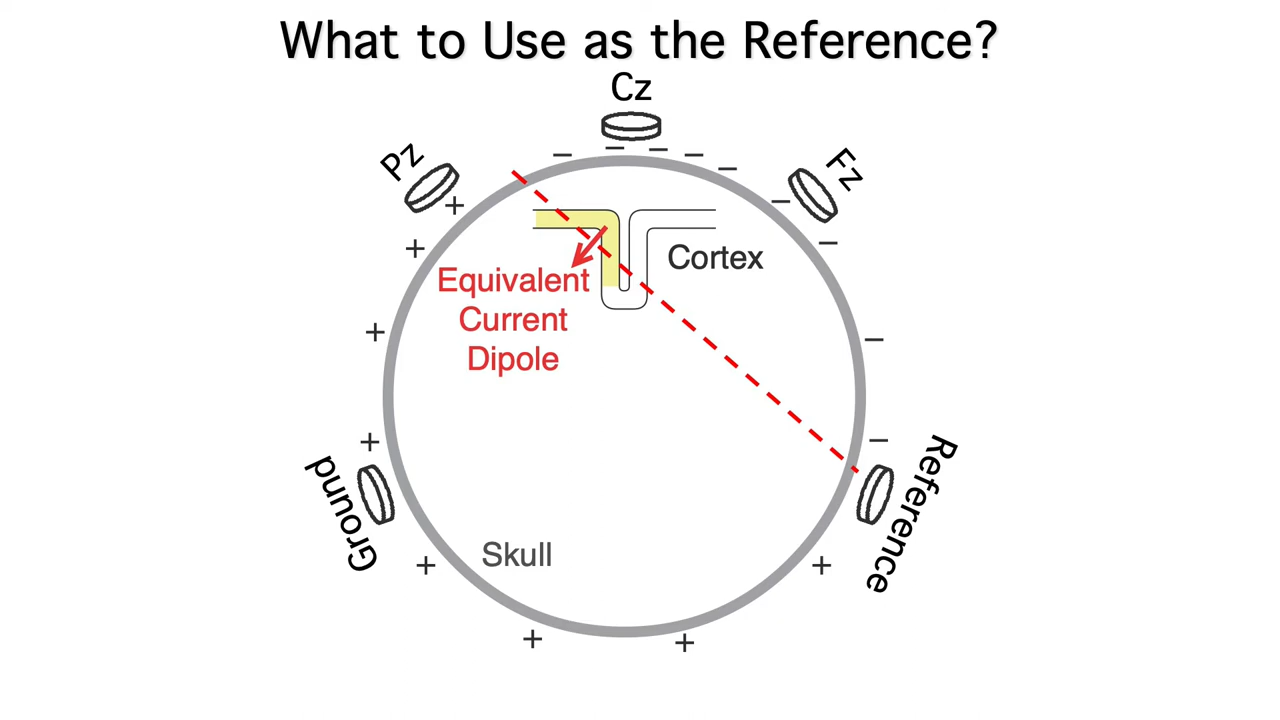 What to Use as the Reference?
Cz
Pz
Fz
Cortex
Equivalent
Current
Dipole
Reference
Ground
Skull